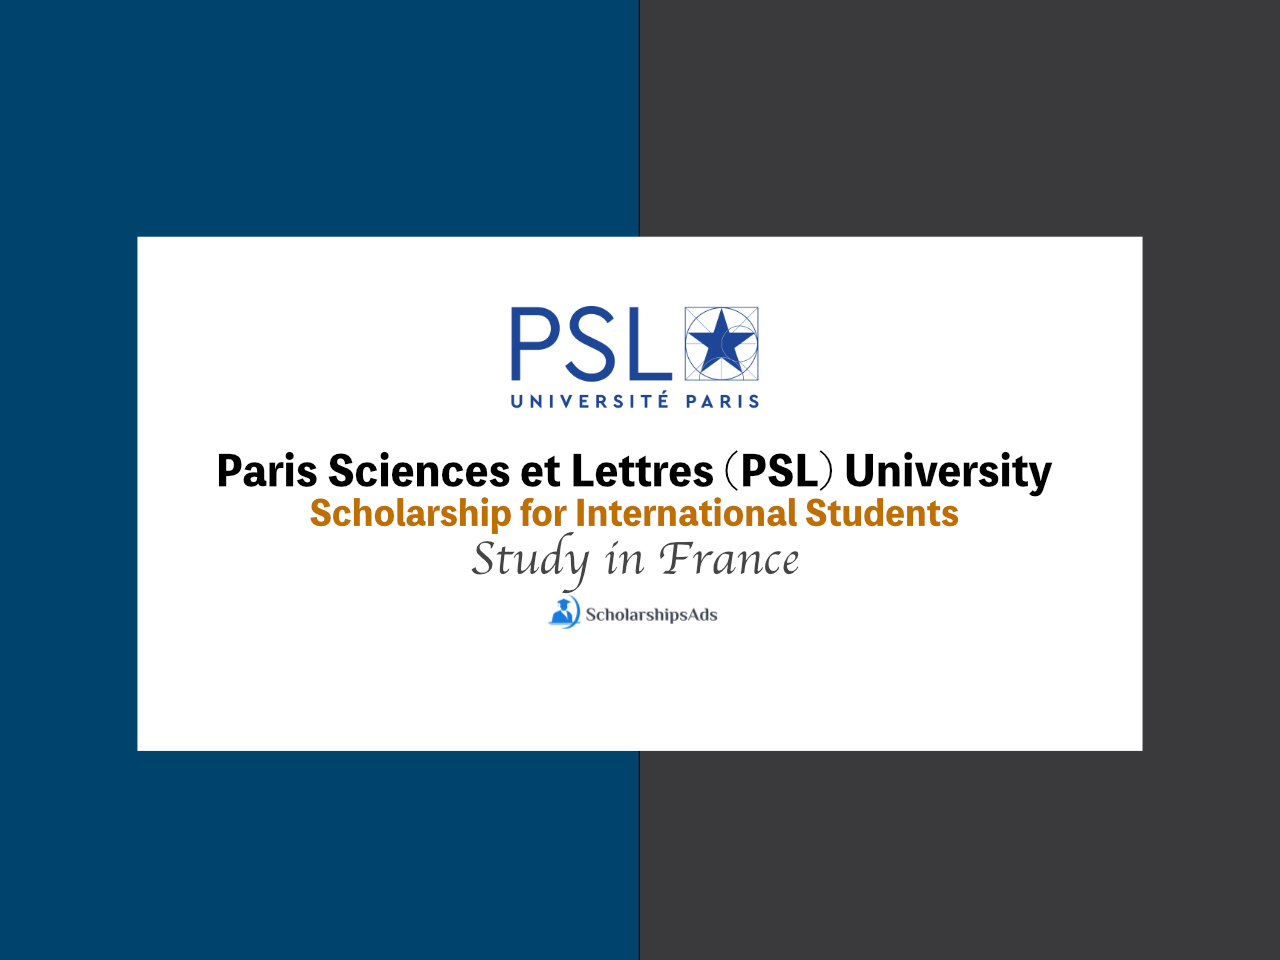 PSL
UNIVERSITÉ PARIS
Paris Sciences et Lettres (PSL) University
Scholarship for International Students
Study in France
ScholarshipsAds